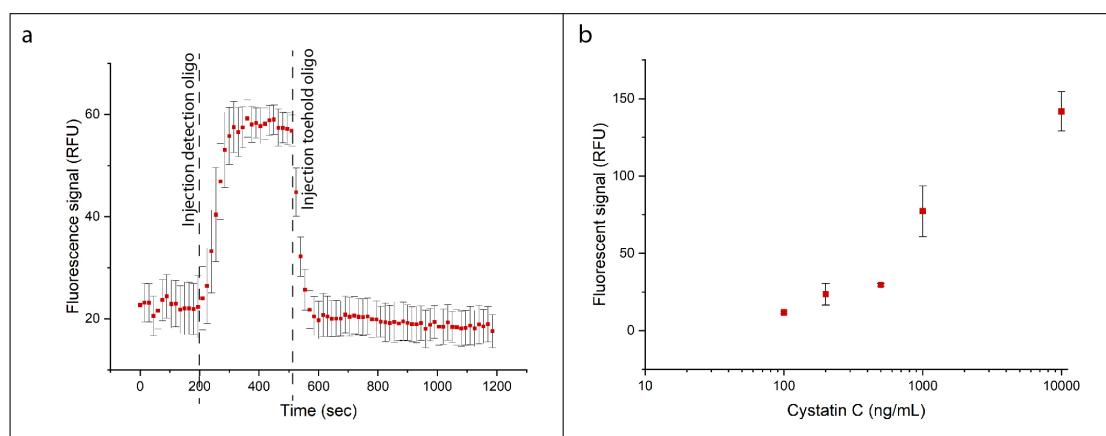 a
Fluorescence signal (RFU)
60
40
20
Injection detection oligo
Injection toehold oligo
0 200 400 600 800 1000 1200
Time (sec)
b
Fluorescent signal (RFU)
150
100
50
0
10 100 1000 10000
Cystatin C (ng/mL)